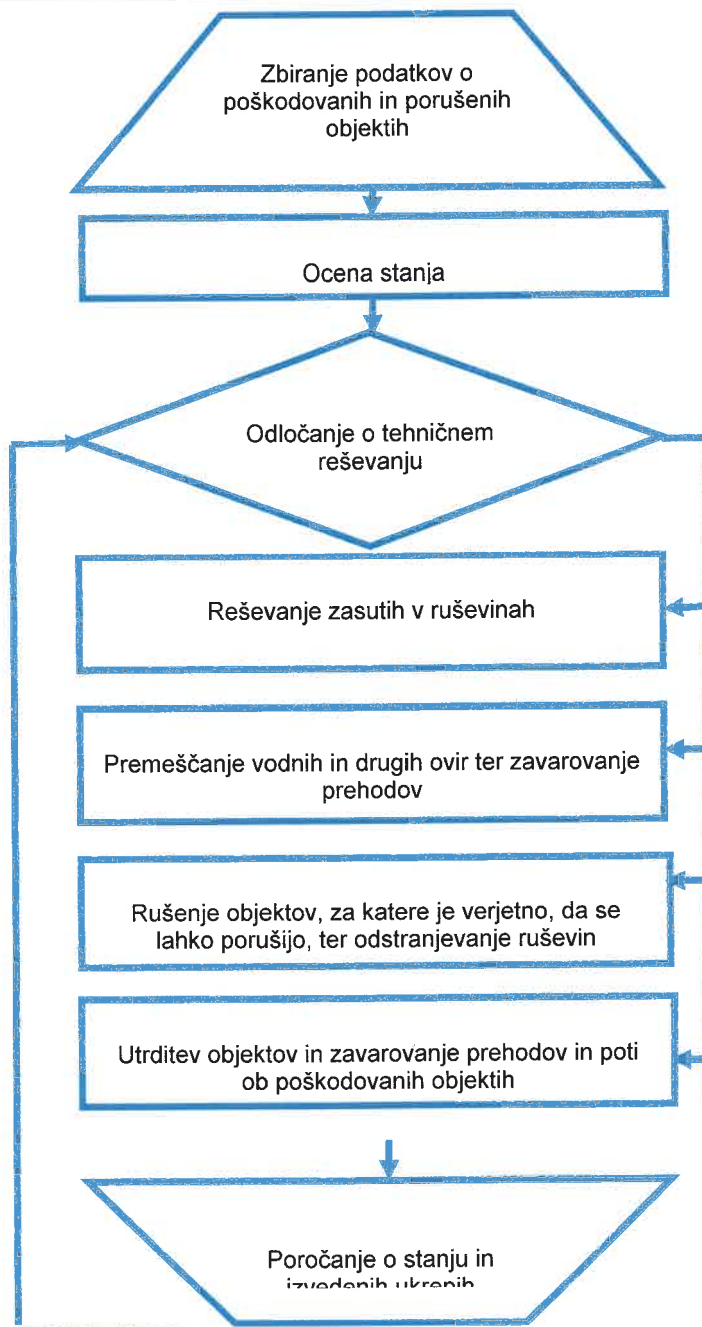 Zbiranje podatkov o
poškodovanih in porušenih
objektih
Ocena stanja
Odločanje o tehničnem
reševanju
Reševanje zasutih v ruševinah
Premeščanje vodnih in drugih ovir ter zavarovanje
prehodov
Rušenje objektov, za katere je verjetno, da se
lahko porušijo, ter odstranjevanje ruševin
Utrditev objektov in zavarovanje prehodov in poti
ob poškodovanih objektih
Poročanje o stanju in
izvedenih ukrepih